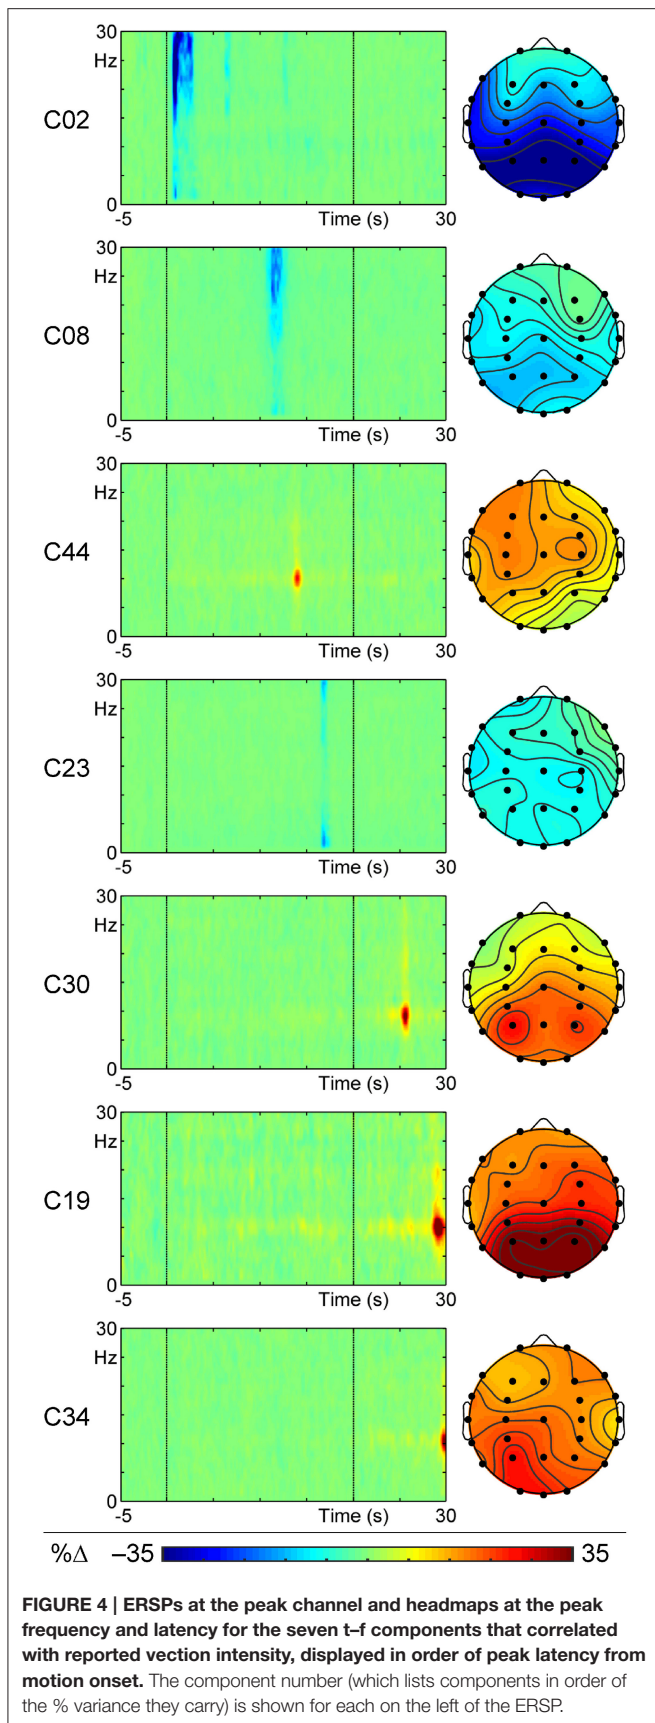 30
Hz
C02
0
-5
Time (s)
30
30
Hz
C08
0
-5
Time (s)
30
30
Hz
C44
0
-5
Time (s)
30
30
Hz
C23
0
-5
Time (s)
30
30
Hz
C30
0
-5
Time (s)
30
30
Hz
C19
0
-5
Time (s)
30
30
Hz
C34
0
-5
Time (s)
30
%Δ –35 35
FIGURE 4 | ERSPs at the peak channel and headmaps at the peak
frequency and latency for the seven t–f components that correlated
with reported vection intensity, displayed in order of peak latency from
motion onset. The component number (which lists components in order of
the % variance they carry) is shown for each on the left of the ERSP.